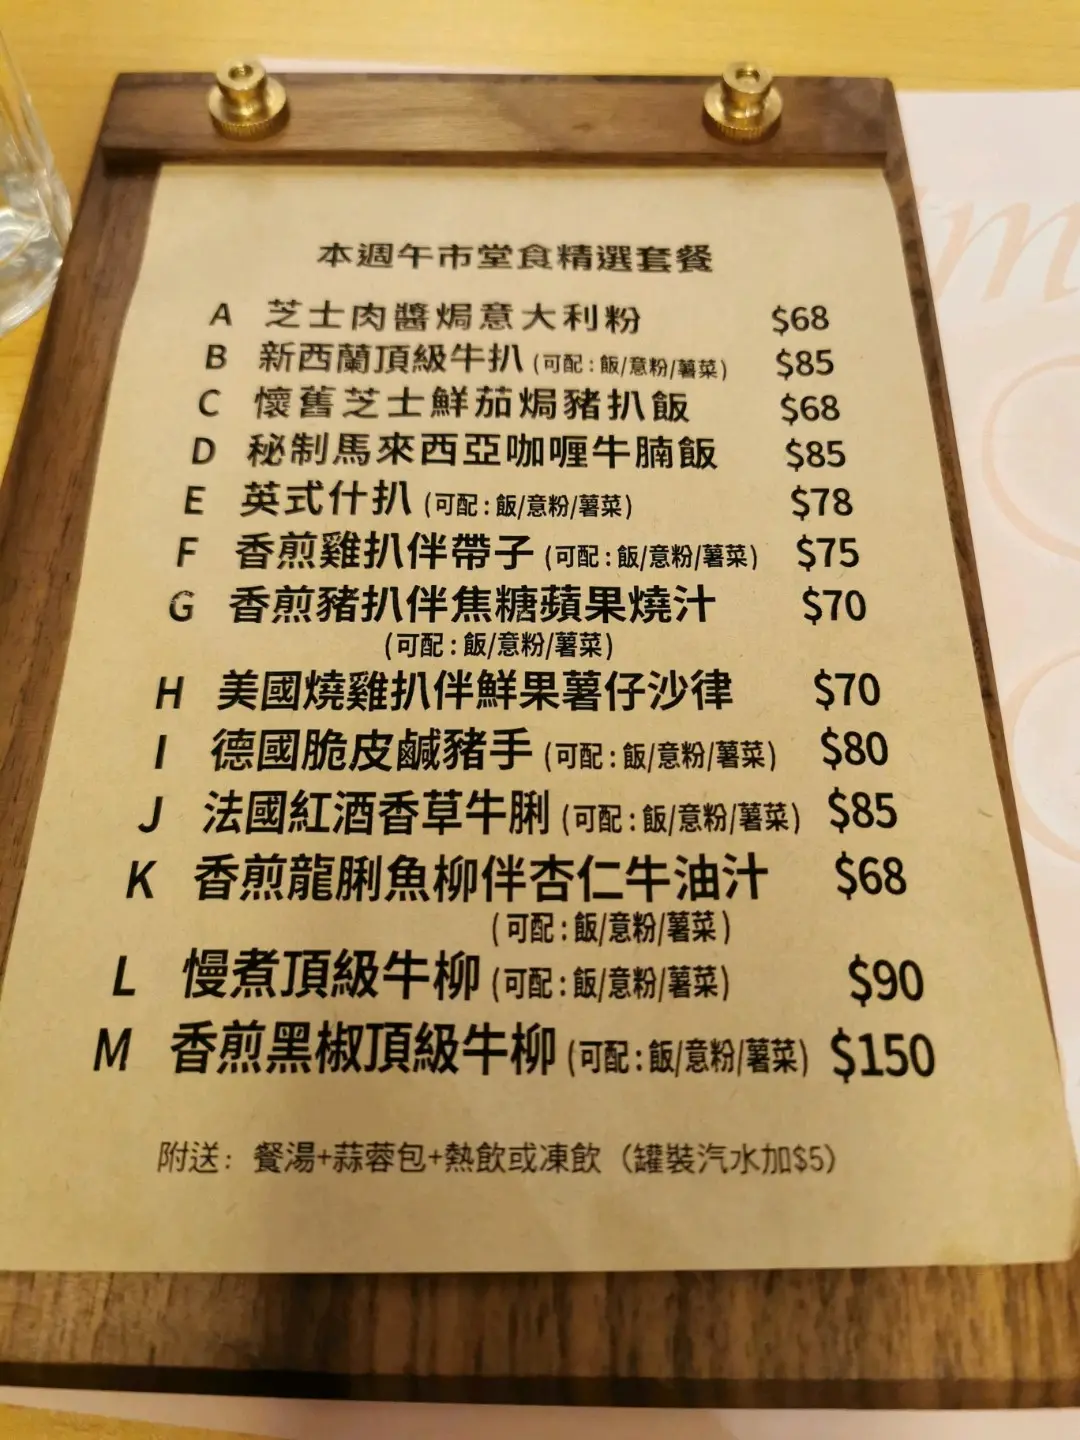 本週午市堂食精選套餐
A 芝士肉醬焗意大利粉 $68
B 新西蘭頂級牛扒 (可配:飯/意粉/薯菜) $85
C 懷舊芝士鮮茄焗豬扒飯 $68
D 秘制馬來西亞咖喱牛腩飯 $85
E 英式什扒 (可配:飯/意粉/薯菜) $78
F 香煎雞扒伴帶子 (可配:飯/意粉/薯菜) $75
G 香煎豬扒伴焦糖蘋果燒汁 $70
(可配:飯/意粉/薯菜)
H 美國燒雞扒伴鮮果薯仔沙律 $70
I 德國脆皮鹹豬手 (可配:飯/意粉/薯菜) $80
J 法國紅酒香草牛脷 (可配:飯/意粉/薯菜) $85
K 香煎龍脷魚柳伴杏仁牛油汁 $68
(可配:飯/意粉/薯菜)
L 慢煮頂級牛柳 (可配:飯/意粉/薯菜) $90
M 香煎黑椒頂級牛柳 (可配:飯/意粉/薯菜) $150
附送: 餐湯+蒜蓉包+熱飲或凍飲 (罐裝汽水加$5)